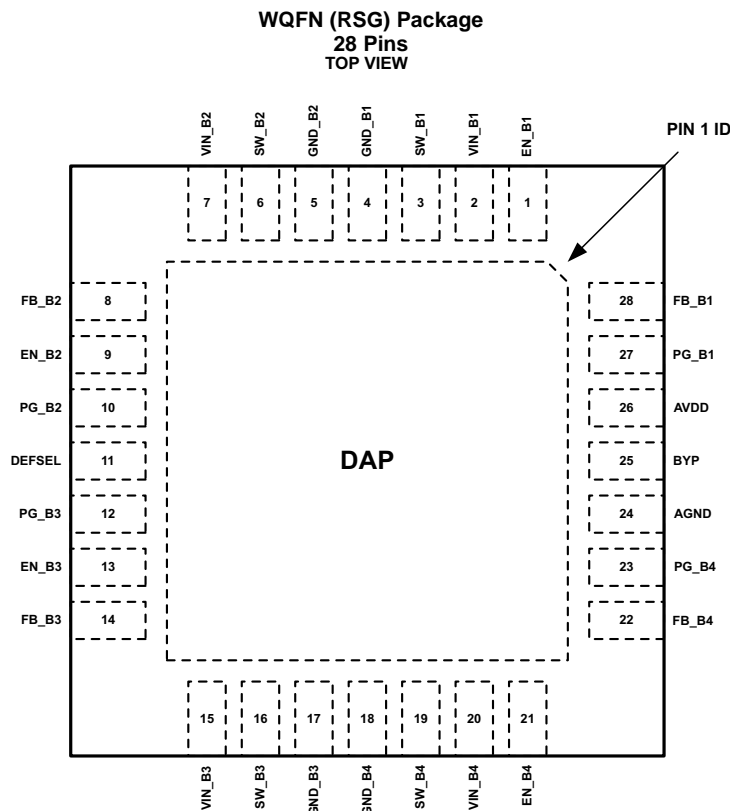 WQFN (RSG) Package
28 Pins
TOP VIEW
VIN_B2
SW_B2
GND_B2
GND_B1
SW_B1
VIN_B1
EN_B1
PIN 1 ID
7
6
5
4
3
2
1
FB_B2 8
28 FB_B1
EN_B2 9
27 PG_B1
PG_B2 10
26 AVDD
DEFSEL 11
DAP
25 BYP
PG_B3 12
24 AGND
EN_B3 13
23 PG_B4
FB_B3 14
22 FB_B4
15
16
17
18
19
20
21
VIN_B3
SW_B3
GND_B3
GND_B4
SW_B4
VIN_B4
EN_B4